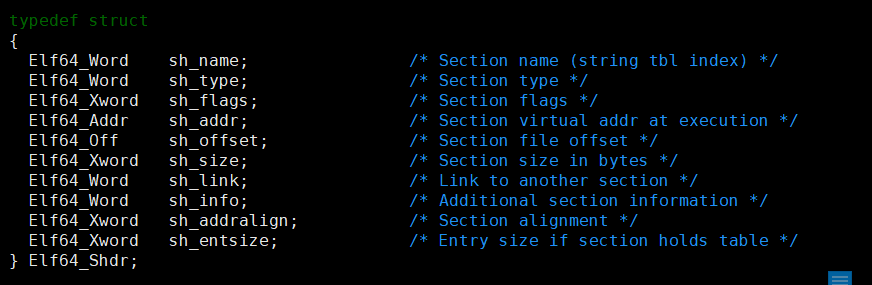 typedef struct
{
  Elf64_Word    sh_name;                /* Section name (string tbl index) */
  Elf64_Word    sh_type;                /* Section type */
  Elf64_Xword   sh_flags;               /* Section flags */
  Elf64_Addr    sh_addr;                /* Section virtual addr at execution */
  Elf64_Off     sh_offset;              /* Section file offset */
  Elf64_Xword   sh_size;                /* Section size in bytes */
  Elf64_Word    sh_link;                /* Link to another section */
  Elf64_Word    sh_info;                /* Additional section information */
  Elf64_Xword   sh_addralign;           /* Section alignment */
  Elf64_Xword   sh_entsize;             /* Entry size if section holds table */
} Elf64_Shdr;